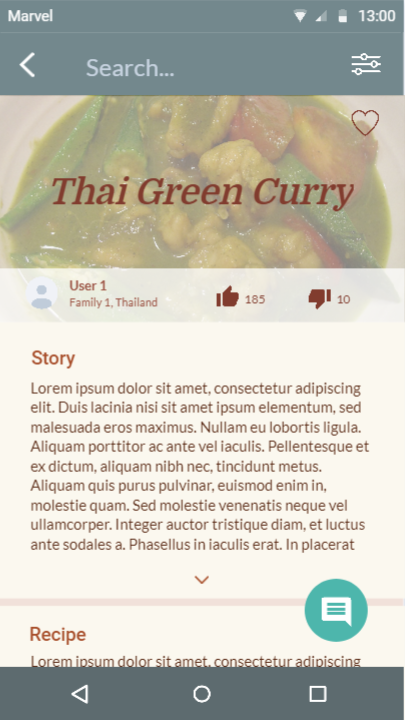 Marvel
13:00
Search...
Thai Green Curry
User 1
Family 1, Thailand
185
10
Story
Lorem ipsum dolor sit amet, consectetur adipiscing
elit. Duis lacinia nisi sit amet ipsum elementum, sed
malesuada eros maximus. Nullam eu lobortis ligula.
Aliquam porttitor ac ante vel iaculis. Pellentesque et
ex dictum, aliquam nibh nec, tincidunt metus.
Aliquam quis purus pulvinar, euismod enim in,
molestie quam. Sed molestie venenatis neque vel
ullamcorper. Integer auctor tristique diam, et luctus
ante sodales a. Phasellus in iaculis erat. In placerat
Recipe
Lorem ipsum dolor sit amet, consectetur adipiscing